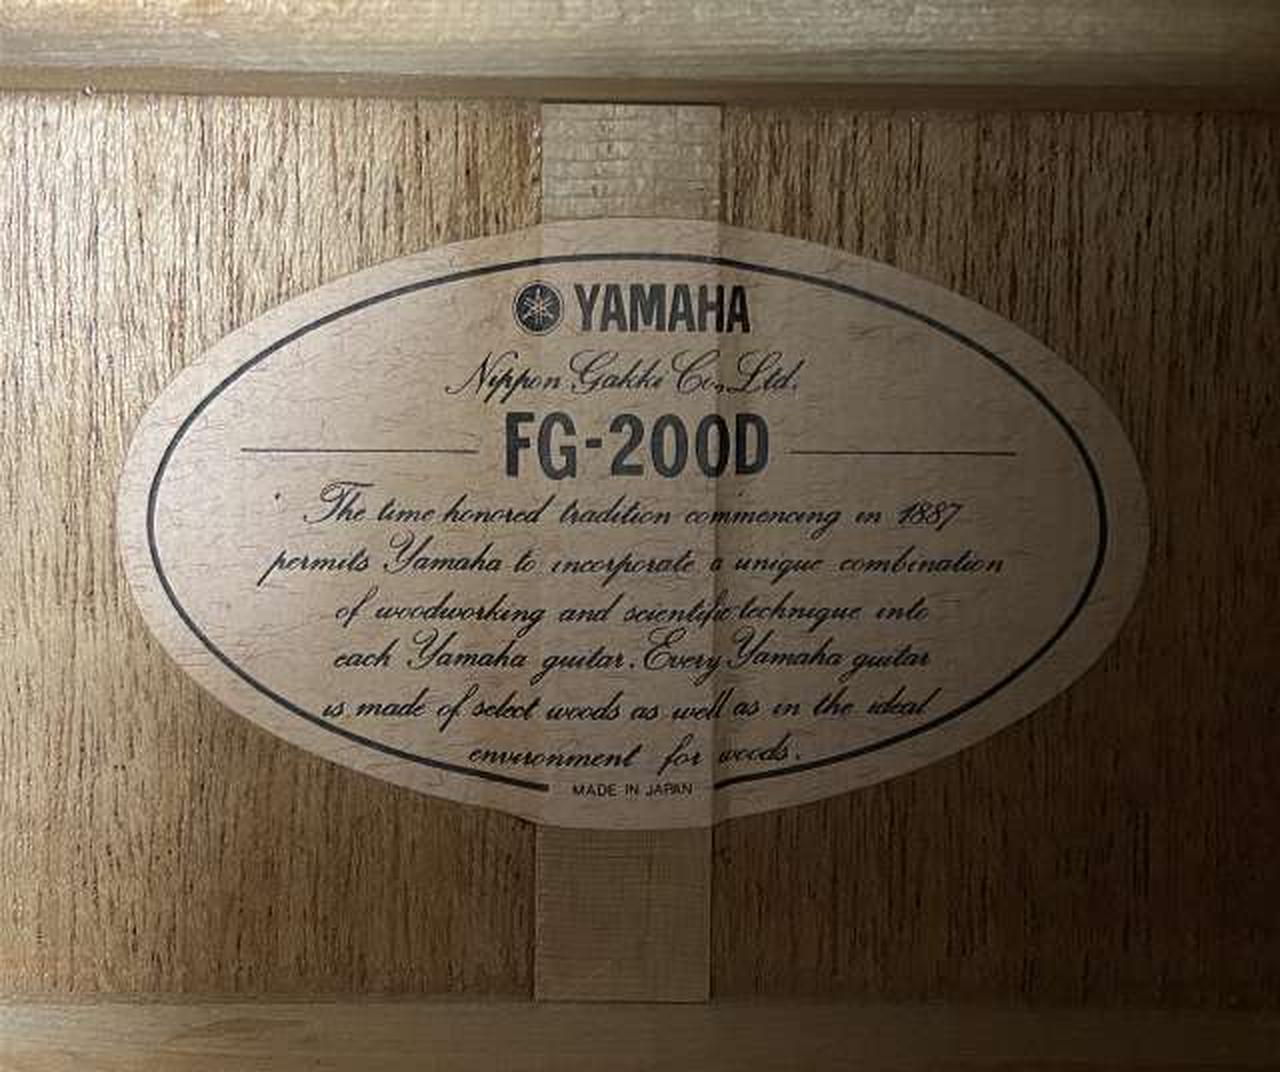 YAMAHA
Nippon Gakki Co., Ltd.
FG-200D
The time honored tradition commencing in 1887
permits Yamaha to incorporate a unique combination
of woodworking and scientific technique into
each Yamaha guitar. Every Yamaha guitar
is made of select woods as well as in the ideal
environment for woods.
MADE IN JAPAN